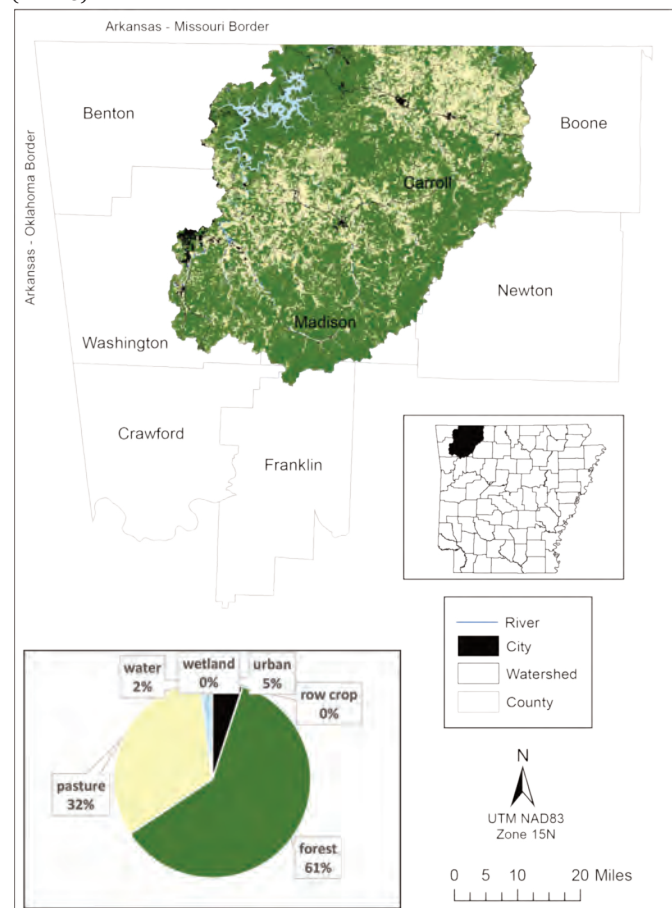 Arkansas - Missouri Border
Arkansas - Oklahoma Border
Benton
Boone
Carroll
Newton
Madison
Washington
Crawford
Franklin
River
City
Watershed
County
water
2%
wetland
0%
urban
5%
row crop
0%
pasture
32%
forest
61%
N
UTM NAD83
Zone 15N
0 5 10 20 Miles